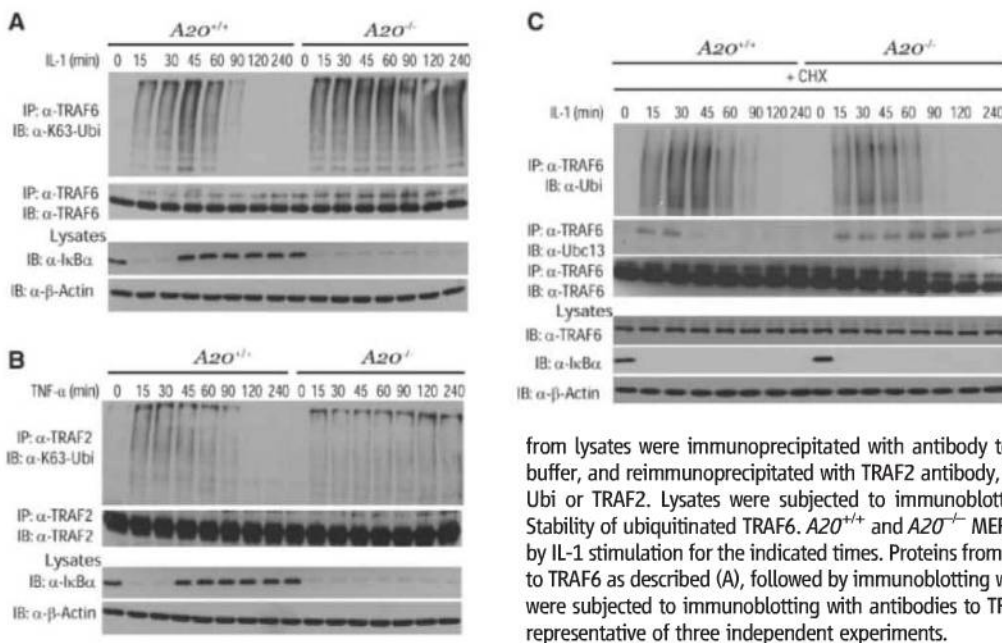 A
A20+/+ A20-/-
IL-1 (min) 0 15 30 45 60 90 120 240 0 15 30 45 60 90 120 240
IP: α-TRAF6
IB: α-K63-Ubi
IP: α-TRAF6
IB: α-TRAF6
Lysates
IB: α-IκBα
IB: α-β-Actin
B
A20+/+ A20-/-
TNF-α (min) 0 15 30 45 60 90 120 240 0 15 30 45 60 90 120 240
IP: α-TRAF2
IB: α-K63-Ubi
IP: α-TRAF2
IB: α-TRAF2
Lysates
IB: α-IκBα
IB: α-β-Actin
C
A20+/+ A20-/-
+ CHX
IL-1 (min) 0 15 30 45 60 90 120 240 0 15 30 45 60 90 120 240
IP: α-TRAF6
IB: α-Ubi
IP: α-TRAF6
IB: α-Ubc13
IP: α-TRAF6
IB: α-TRAF6
Lysates
IB: α-TRAF6
IB: α-IκBα
IB: α-β-Actin
from lysates were immunoprecipitated with antibody to
buffer, and reimmunoprecipitated with TRAF2 antibody,
Ubi or TRAF2. Lysates were subjected to immunoblott
Stability of ubiquitinated TRAF6. A20+/+ and A20-/- MEF
by IL-1 stimulation for the indicated times. Proteins from
to TRAF6 as described (A), followed by immunoblotting w
were subjected to immunoblotting with antibodies to TR
representative of three independent experiments.